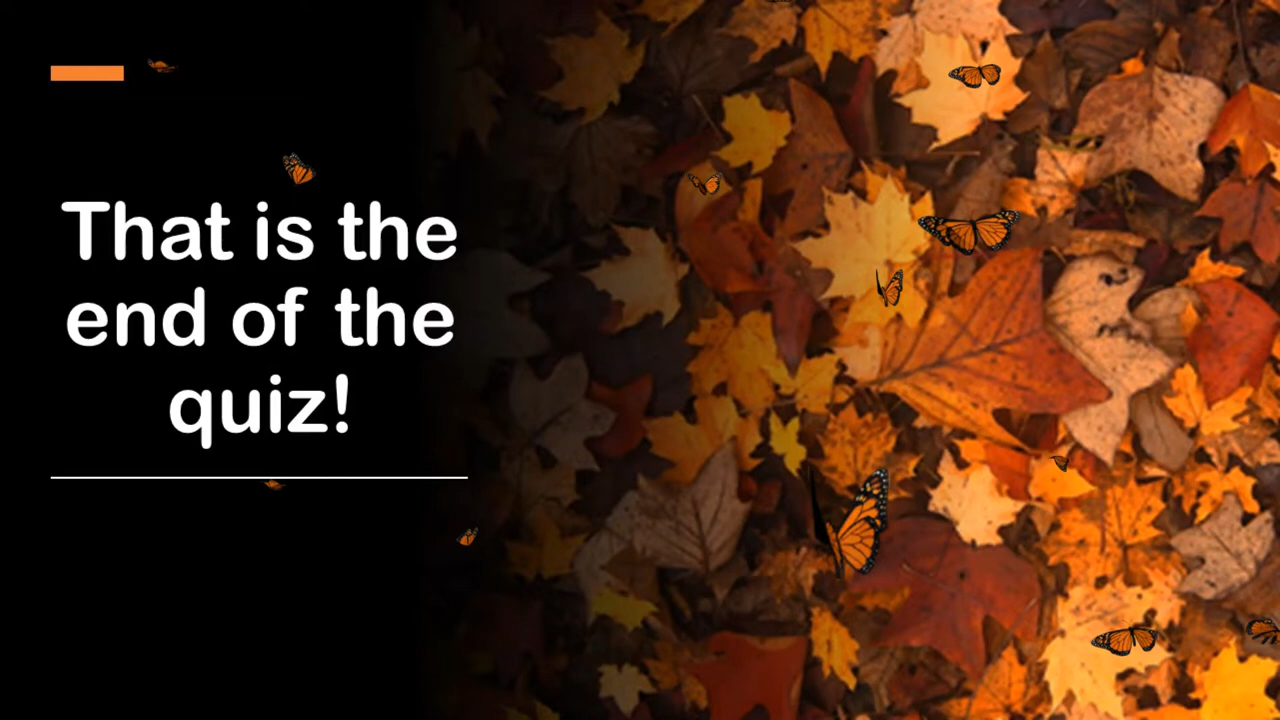 That is the
end of the
quiz!